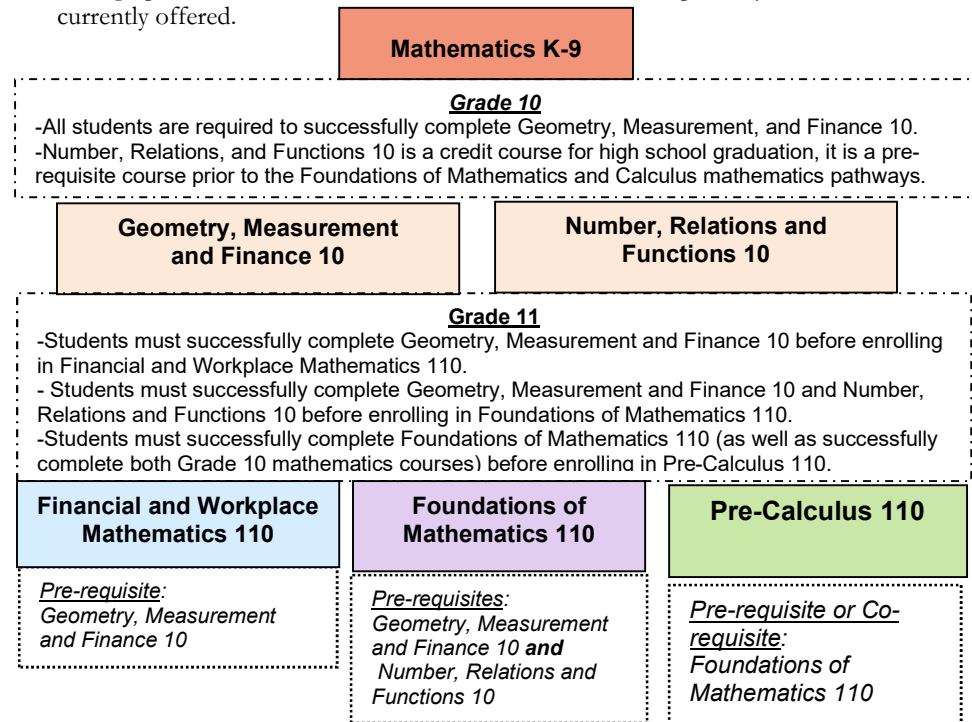 currently offered.
Mathematics K-9
Grade 10
-All students are required to successfully complete Geometry, Measurement, and Finance 10.
-Number, Relations, and Functions 10 is a credit course for high school graduation, it is a pre-
requisite course prior to the Foundations of Mathematics and Calculus mathematics pathways.
Geometry, Measurement
and Finance 10
Number, Relations and
Functions 10
Grade 11
-Students must successfully complete Geometry, Measurement and Finance 10 before enrolling
in Financial and Workplace Mathematics 110.
- Students must successfully complete Geometry, Measurement and Finance 10 and Number,
Relations and Functions 10 before enrolling in Foundations of Mathematics 110.
-Students must successfully complete Foundations of Mathematics 110 (as well as successfully
complete both Grade 10 mathematics courses) before enrolling in Pre-Calculus 110.
Financial and Workplace
Mathematics 110
Pre-requisite:
Geometry, Measurement
and Finance 10
Foundations of
Mathematics 110
Pre-requisites:
Geometry, Measurement
and Finance 10 and
Number, Relations and
Functions 10
Pre-Calculus 110
Pre-requisite or Co-
requisite:
Foundations of
Mathematics 110